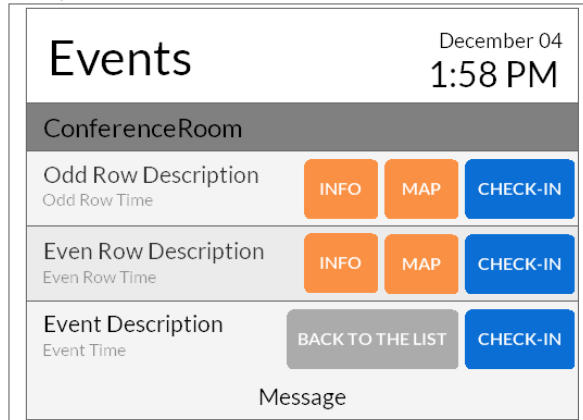 Events
December 04
1:58 PM
ConferenceRoom
Odd Row Description
Odd Row Time
INFO
MAP
CHECK-IN
Even Row Description
Even Row Time
INFO
MAP
CHECK-IN
Event Description
Event Time
BACK TO THE LIST
CHECK-IN
Message